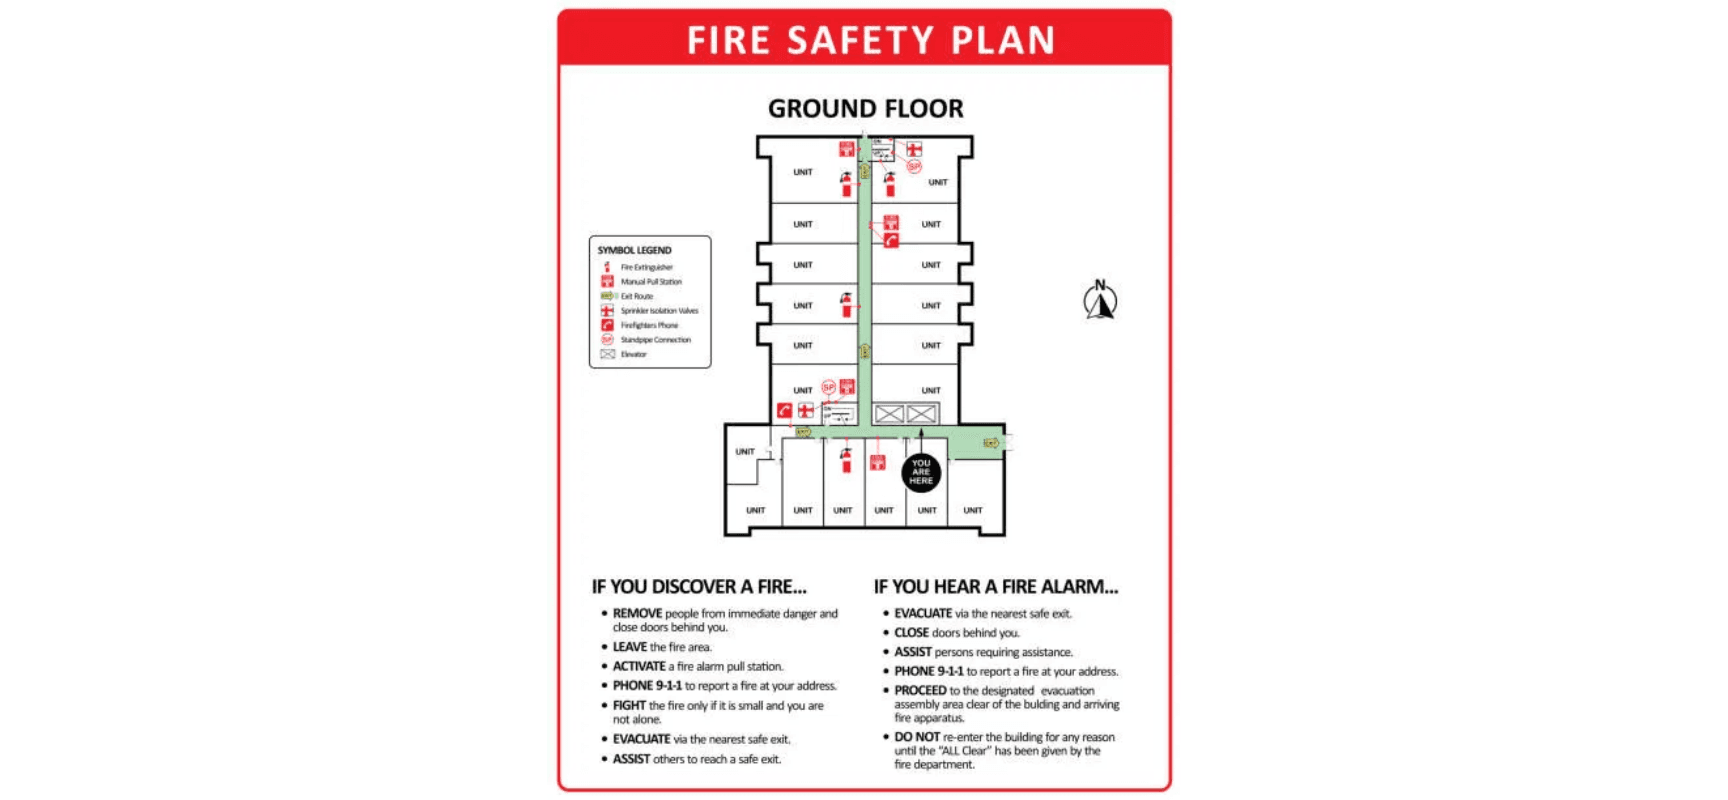 FIRE SAFETY PLAN
GROUND FLOOR
UNIT
UNIT
UNIT UNIT
UNIT UNIT
UNIT UNIT
UNIT UNIT
UNIT UNIT
SP
SP
DN
DN
UP
UNIT
YOU
ARE
HERE
UNIT UNIT UNIT UNIT UNIT UNIT
SYMBOL LEGEND
Fire Extinguisher
Manual Pull Station
Exit Route
Sprinkler Isolation Valves
Firefighters Phone
SP Standpipe Connection
Elevator
N
IF YOU DISCOVER A FIRE...
• REMOVE people from immediate danger and
close doors behind you.
• LEAVE the fire area.
• ACTIVATE a fire alarm pull station.
• PHONE 9-1-1 to report a fire at your address.
• FIGHT the fire only if it is small and you are
not alone.
• EVACUATE via the nearest safe exit.
• ASSIST others to reach a safe exit.
IF YOU HEAR A FIRE ALARM...
• EVACUATE via the nearest safe exit.
• CLOSE doors behind you.
• ASSIST persons requiring assistance.
• PHONE 9-1-1 to report a fire at your address.
• PROCEED to the designated evacuation
assembly area clear of the bulding and arriving
fire apparatus.
• DO NOT re-enter the building for any reason
until the "ALL Clear" has been given by the
fire department.